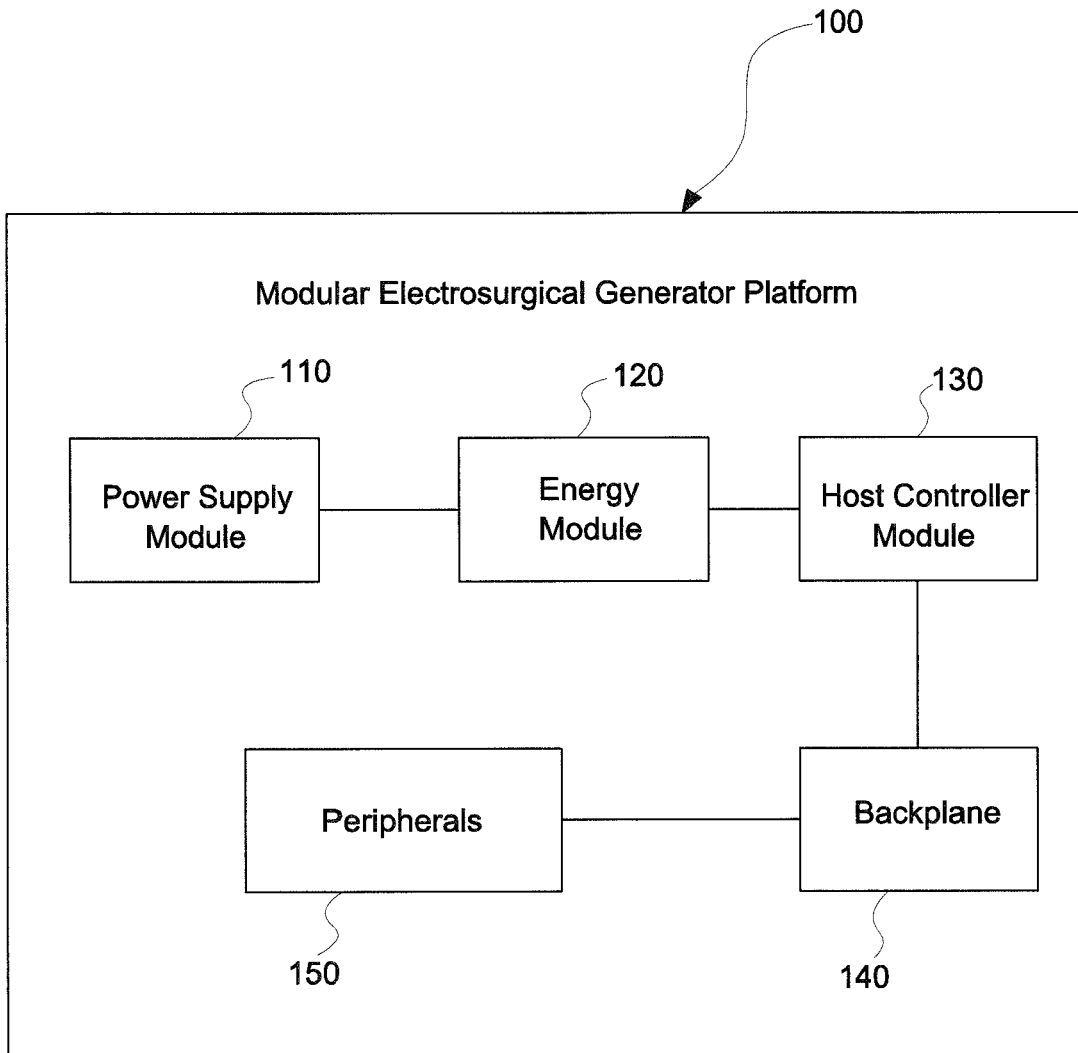 100
Modular Electrosurgical Generator Platform
110
120
130
Power Supply
Module
Energy
Module
Host Controller
Module
Peripherals
Backplane
150
140